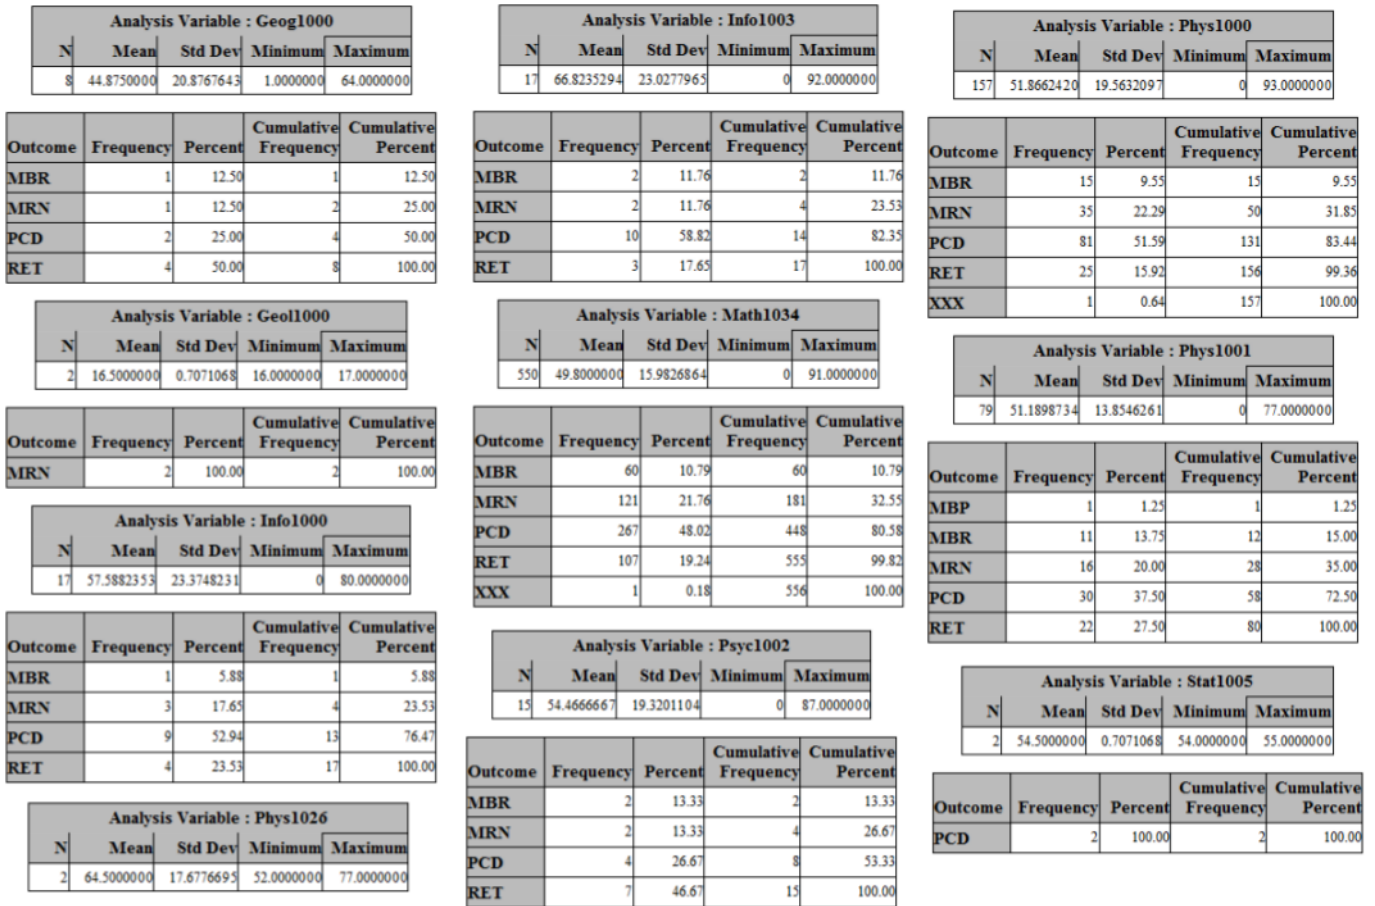 Analysis Variable : Geog1000
N Mean Std Dev Minimum Maximum
8 44.8750000 20.8767643 1.0000000 64.0000000
Outcome Frequency Percent Cumulative Frequency Cumulative Percent
MBR 1 12.50 1 12.50
MRN 1 12.50 2 25.00
PCD 2 25.00 4 50.00
RET 4 50.00 8 100.00
Analysis Variable : Geol1000
N Mean Std Dev Minimum Maximum
2 16.5000000 0.7071068 16.0000000 17.0000000
Outcome Frequency Percent Cumulative Frequency Cumulative Percent
MRN 2 100.00 2 100.00
Analysis Variable : Info1000
N Mean Std Dev Minimum Maximum
17 57.5882353 23.3748231 0 80.0000000
Outcome Frequency Percent Cumulative Frequency Cumulative Percent
MBR 1 5.88 1 5.88
MRN 3 17.65 4 23.53
PCD 9 52.94 13 76.47
RET 4 23.53 17 100.00
Analysis Variable : Phys1026
N Mean Std Dev Minimum Maximum
2 64.5000000 17.6776695 52.0000000 77.0000000
Analysis Variable : Info1003
N Mean Std Dev Minimum Maximum
17 66.8235294 23.0277965 0 92.0000000
Outcome Frequency Percent Cumulative Frequency Cumulative Percent
MBR 2 11.76 2 11.76
MRN 2 11.76 4 23.53
PCD 10 58.82 14 82.35
RET 3 17.65 17 100.00
Analysis Variable : Math1034
N Mean Std Dev Minimum Maximum
550 49.8000000 15.9826864 0 91.0000000
Outcome Frequency Percent Cumulative Frequency Cumulative Percent
MBR 60 10.79 60 10.79
MRN 121 21.76 181 32.55
PCD 267 48.02 448 80.58
RET 107 19.24 555 99.82
XXX 1 0.18 556 100.00
Analysis Variable : Psyc1002
N Mean Std Dev Minimum Maximum
15 54.4666667 19.3201104 0 87.0000000
Outcome Frequency Percent Cumulative Frequency Cumulative Percent
MBR 2 13.33 2 13.33
MRN 2 13.33 4 26.67
PCD 4 26.67 8 53.33
RET 7 46.67 15 100.00
Analysis Variable : Phys1000
N Mean Std Dev Minimum Maximum
157 51.8662420 19.5632097 0 93.0000000
Outcome Frequency Percent Cumulative Frequency Cumulative Percent
MBR 15 9.55 15 9.55
MRN 35 22.29 50 31.85
PCD 81 51.59 131 83.44
RET 25 15.92 156 99.36
XXX 1 0.64 157 100.00
Analysis Variable : Phys1001
N Mean Std Dev Minimum Maximum
79 51.1898734 13.8546261 0 77.0000000
Outcome Frequency Percent Cumulative Frequency Cumulative Percent
MBP 1 1.25 1 1.25
MBR 11 13.75 12 15.00
MRN 16 20.00 28 35.00
PCD 30 37.50 58 72.50
RET 22 27.50 80 100.00
Analysis Variable : Stat1005
N Mean Std Dev Minimum Maximum
2 54.5000000 0.7071068 54.0000000 55.0000000
Outcome Frequency Percent Cumulative Frequency Cumulative Percent
PCD 2 100.00 2 100.00